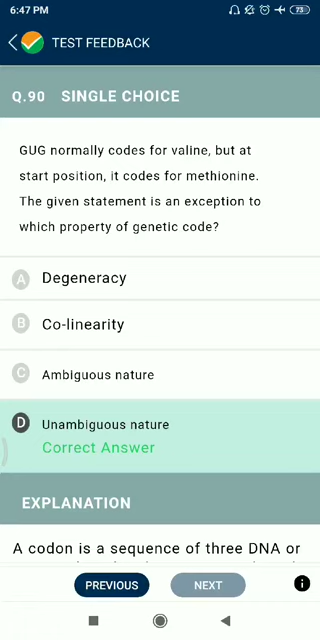 6:47 PM
73
TEST FEEDBACK
Q.90 SINGLE CHOICE
GUG normally codes for valine, but at
start position, it codes for methionine.
The given statement is an exception to
which property of genetic code?
A Degeneracy
B Co-linearity
C Ambiguous nature
D Unambiguous nature
Correct Answer
EXPLANATION
A codon is a sequence of three DNA or
PREVIOUS NEXT